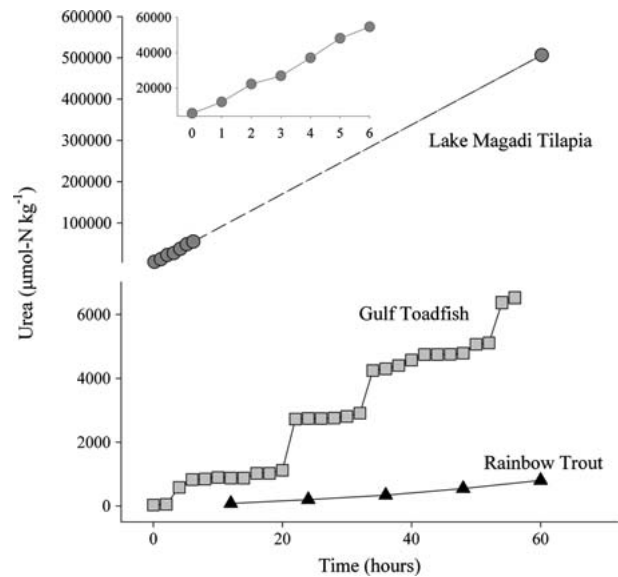 600000
500000
400000
300000
200000
100000
60000
40000
20000
0 1 2 3 4 5 6
Lake Magadi Tilapia
Urea (μmol-N kg⁻¹)
6000
4000
2000
0
Gulf Toadfish
Rainbow Trout
0 20 40 60
Time (hours)